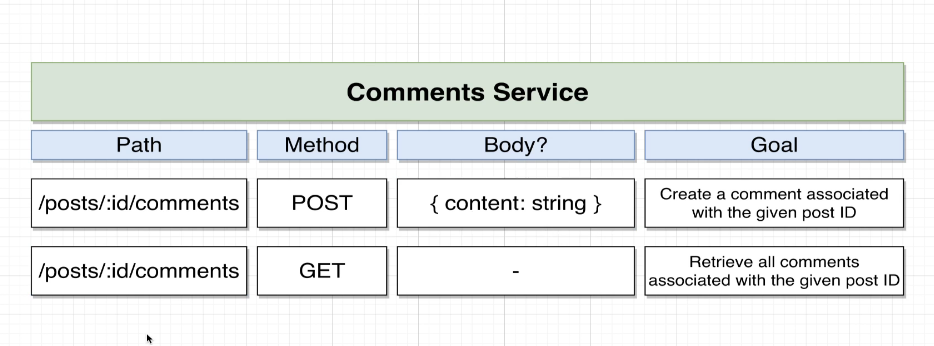 Comments Service
Path Method Body? Goal
/posts/:id/comments POST { content: string } Create a comment associated
with the given post ID
/posts/:id/comments GET - Retrieve all comments
associated with the given post ID